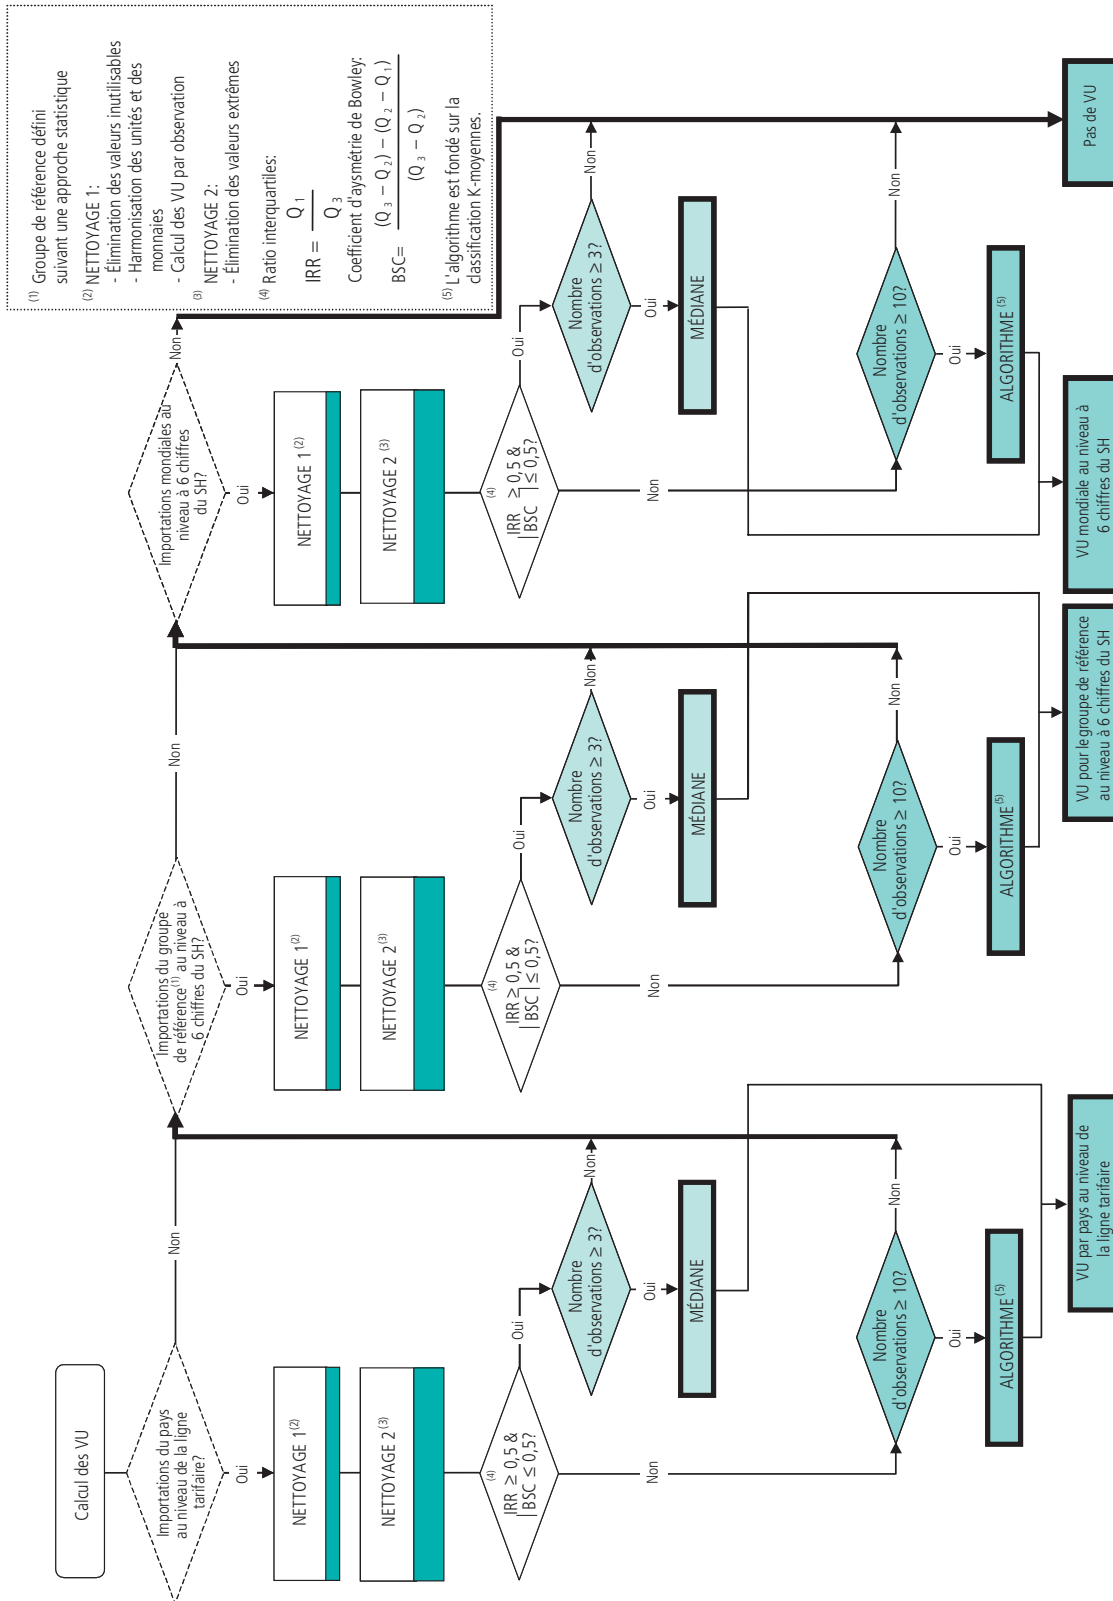 Calcul des VU
Importations du pays
au niveau de la ligne
tarifaire?
Non
Oui
NETTOYAGE 1(2)
NETTOYAGE 2(3)
(4)
IRR ≥ 0,5 &
| BSC ≤ 0,5?
Oui
Nombre
d'observations ≥ 3?
Non
Oui
MÉDIANE
Non
Nombre
d'observations ≥ 10?
Non
Oui
ALGORITHME(5)
VU par pays au niveau de
la ligne tarifaire
Importations du groupe
de référence(1) au niveau à
6 chiffres du SH?
Non
Oui
NETTOYAGE 1(2)
NETTOYAGE 2(3)
(4)
IRR ≥ 0,5 &
| BSC | ≤ 0,5?
Oui
Nombre
d'observations ≥ 3?
Non
Oui
MÉDIANE
Non
Nombre
d'observations ≥ 10?
Non
Oui
ALGORITHME(5)
VU pour legroupe de référence
au niveau à 6 chiffres du SH
Importations mondiales au
niveau à 6 chiffres
du SH?
Non
Oui
NETTOYAGE 1(2)
NETTOYAGE 2(3)
(4)
IRR ≥ 0,5 &
| BSC | ≤ 0,5?
Oui
Nombre
d'observations ≥ 3?
Non
Oui
MÉDIANE
Non
Nombre
d'observations ≥ 10?
Non
Oui
ALGORITHME(5)
VU mondiale au niveau à
6 chiffres du SH
Pas de VU
(1) Groupe de référence défini
suivant une approche statistique
(2) NETTOYAGE 1:
- Élimination des valeurs inutilisables
- Harmonisation des unités et des
monnaies
- Calcul des VU par observation
(3) NETTOYAGE 2:
- Élimination des valeurs extrêmes
(4) Ratio interquartiles:
Q 1
IRR =
Q 3
Coefficient d'aysmétrie de Bowley:
(Q 3 − Q 2) − (Q 2 − Q 1)
BSC=
(Q 3 − Q 2)
(5) L'algorithme est fondé sur la
classification K-moyennes.